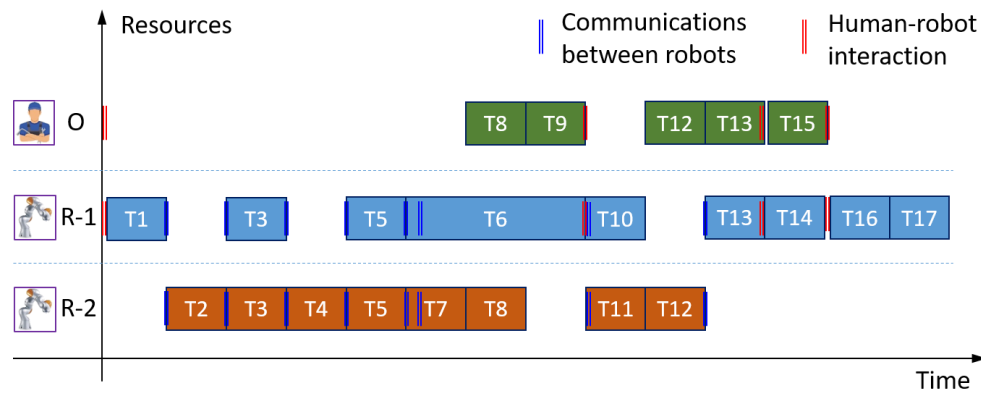 Resources
Communications
between robots
Human-robot
interaction
O
T8 T9 T12 T13 T15
R-1
T1 T3 T5 T6 T10 T13 T14 T16 T17
R-2
T2 T3 T4 T5 T7 T8 T11 T12
Time